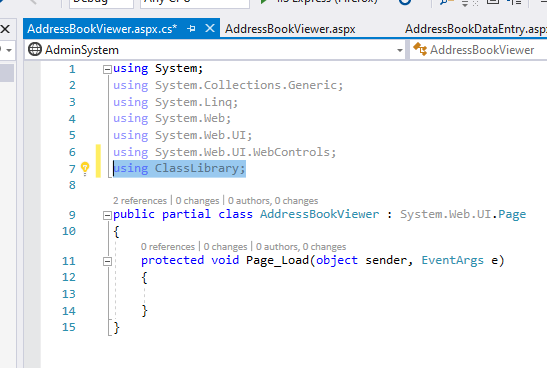 Debug Any CPU IIS Express (Firefox)
AddressBookViewer.aspx.cs* AddressBookViewer.aspx AddressBookDataEntry.asp
AdminSystem AddressBookViewer
1 using System;
2 using System.Collections.Generic;
3 using System.Linq;
4 using System.Web;
5 using System.Web.UI;
6 using System.Web.UI.WebControls;
7 using ClassLibrary;
8
2 references | 0 changes | 0 authors, 0 changes
9 public partial class AddressBookViewer : System.Web.UI.Page
10 {
0 references | 0 changes | 0 authors, 0 changes
11 protected void Page_Load(object sender, EventArgs e)
12 {
13
14 }
15 }